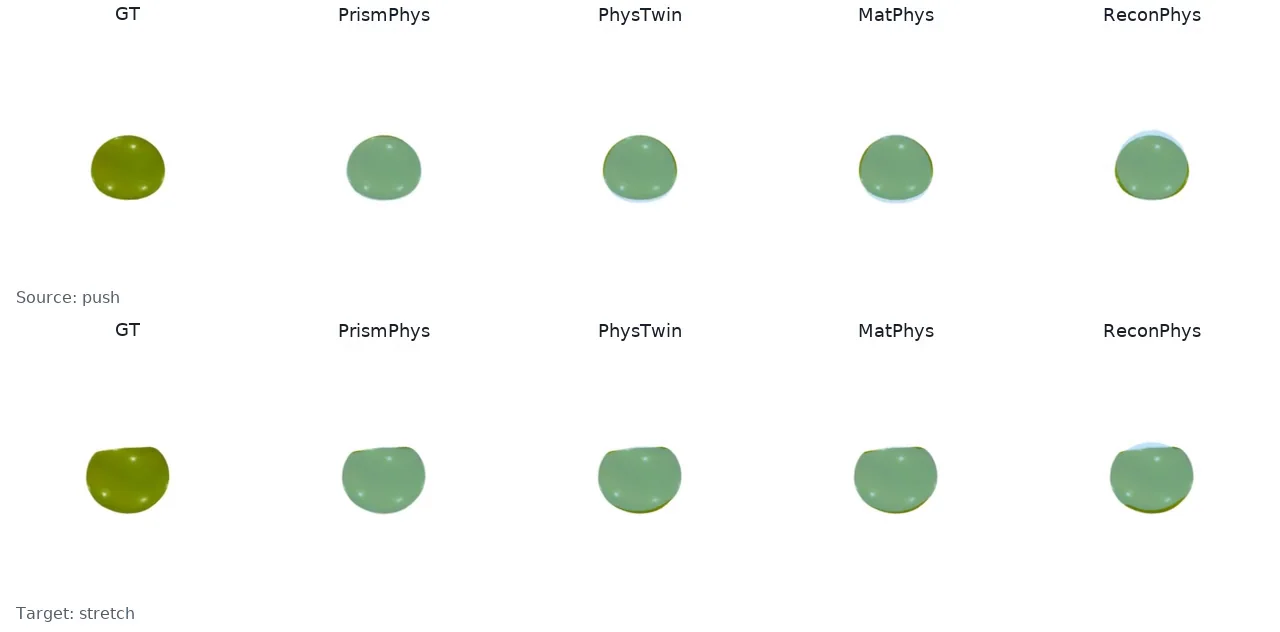 GT PrismPhys PhysTwin MatPhys ReconPhys
Source: push
GT PrismPhys PhysTwin MatPhys ReconPhys
Target: stretch